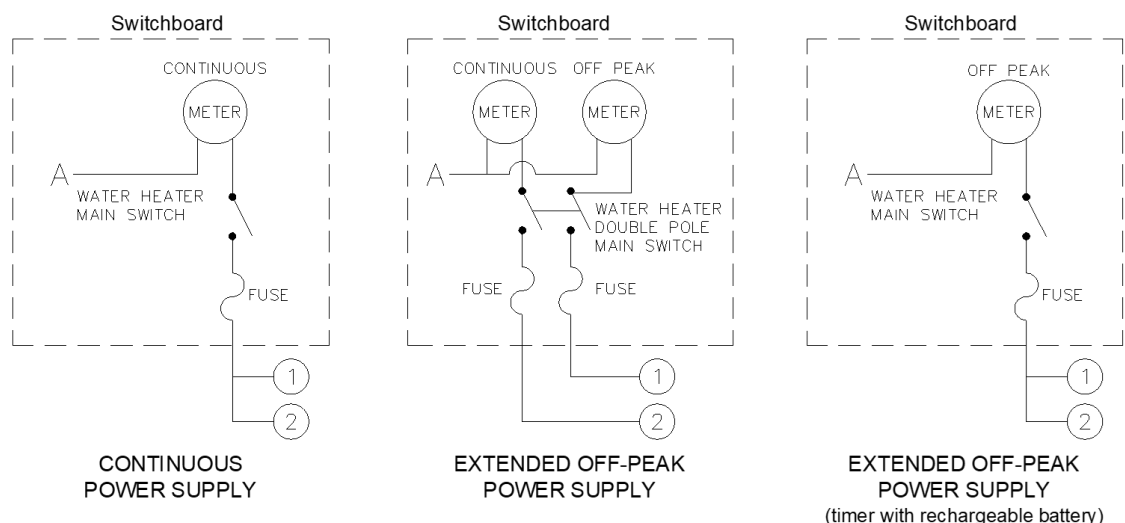 Switchboard
CONTINUOUS
METER
A
WATER HEATER
MAIN SWITCH
FUSE
1
2
CONTINUOUS
POWER SUPPLY
Switchboard
CONTINUOUS OFF PEAK
METER METER
A
WATER HEATER
DOUBLE POLE
MAIN SWITCH
FUSE FUSE
1
2
EXTENDED OFF-PEAK
POWER SUPPLY
Switchboard
OFF PEAK
METER
A
WATER HEATER
MAIN SWITCH
FUSE
1
2
EXTENDED OFF-PEAK
POWER SUPPLY
(timer with rechargeable battery)